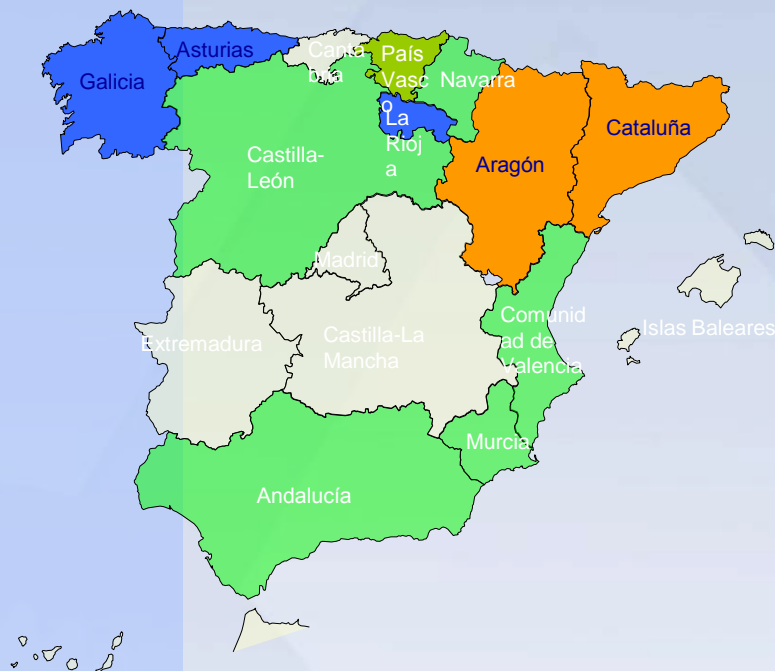 Galicia
Asturias
Canta
bria
País
Vasc
o
Navarra
La
Rioj
a
Castilla-
León
Aragón
Cataluña
Madrid
Extremadura
Castilla-La
Mancha
Comunid
ad de
Valencia
Islas Baleares
Murcia
Andalucía